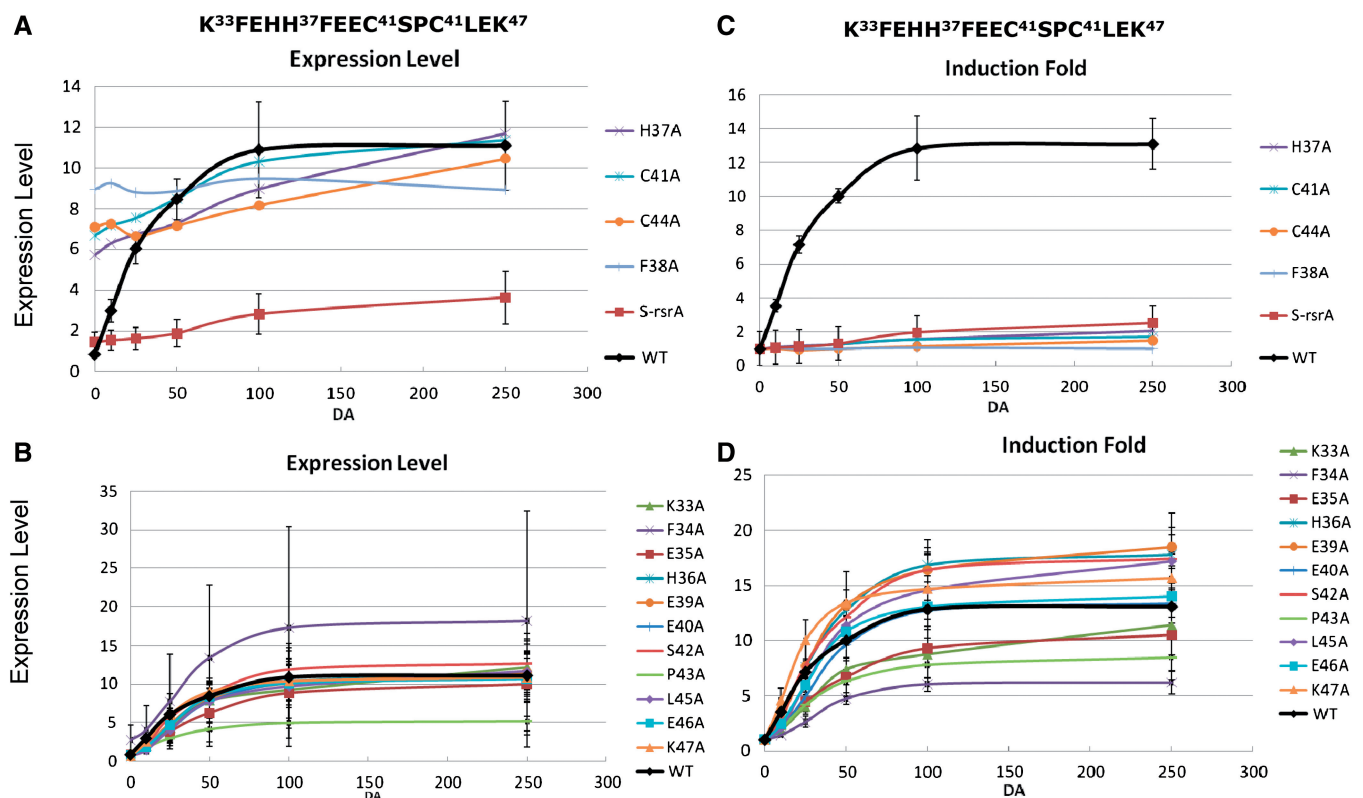 A
K³³FEHH³⁷FEEC⁴¹SPC⁴¹LEK⁴⁷
Expression Level
Expression Level
14
12
10
8
6
4
2
0
0
50
100
150
200
250
300
DA
H37A
C41A
C44A
F38A
S-rsrA
WT
C
K³³FEHH³⁷FEEC⁴¹SPC⁴¹LEK⁴⁷
Induction Fold
16
14
12
10
8
6
4
2
0
0
50
100
150
200
250
300
DA
H37A
C41A
C44A
F38A
S-rsrA
WT
B
Expression Level
Expression Level
35
30
25
20
15
10
5
0
0
50
100
150
200
250
300
DA
K33A
F34A
E35A
H36A
E39A
E40A
S42A
P43A
L45A
E46A
K47A
WT
D
Induction Fold
25
20
15
10
5
0
0
50
100
150
200
250
300
DA
K33A
F34A
E35A
H36A
E39A
E40A
S42A
P43A
L45A
E46A
K47A
WT